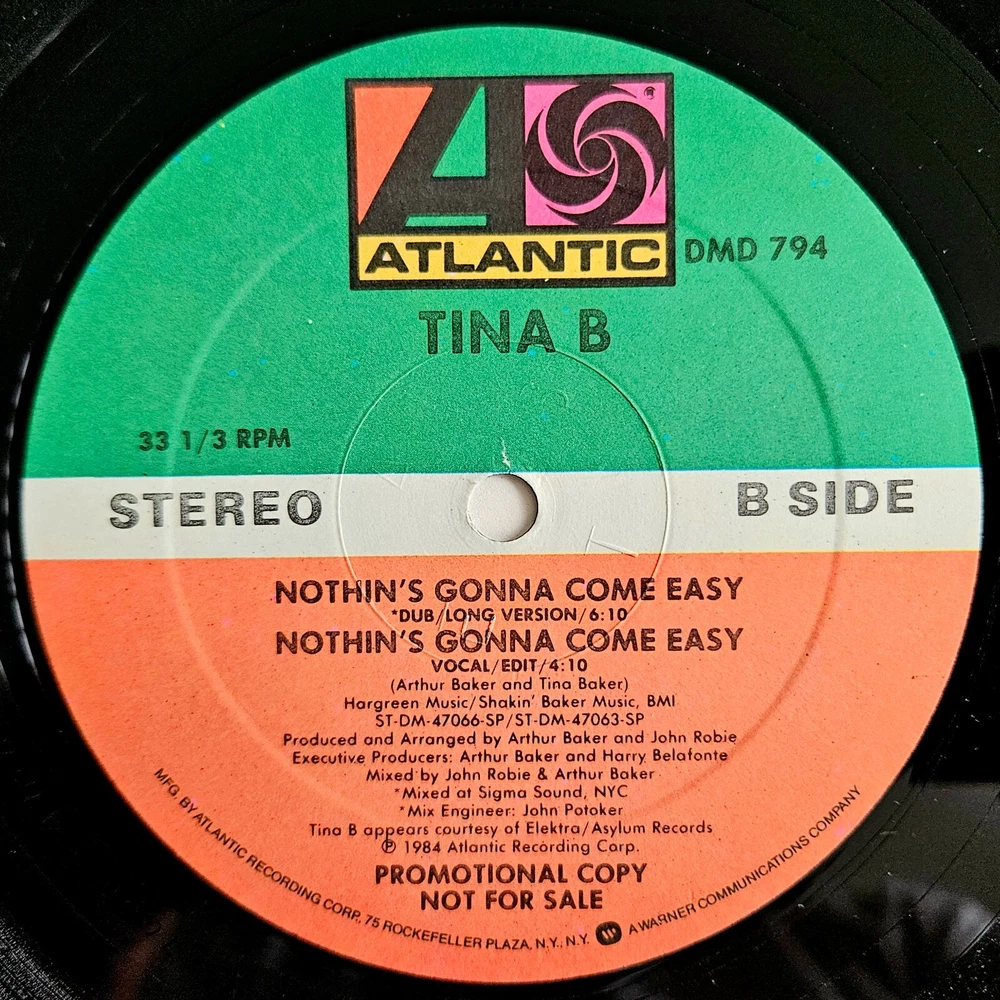 ATLANTIC
®
DMD 794
TINA B
33 1/3 RPM
STEREO
B SIDE
NOTHIN'S GONNA COME EASY
*DUB/LONG VERSION/6:10
NOTHIN'S GONNA COME EASY
VOCAL/EDIT/4:10
(Arthur Baker and Tina Baker)
Hargreen Music/Shakin' Baker Music, BMI
ST-DM-47066-SP/ST-DM-47063-SP
Produced and Arranged by Arthur Baker and John Robie
Executive Producers: Arthur Baker and Harry Belafonte
Mixed by John Robie & Arthur Baker
*Mixed at Sigma Sound, NYC
*Mix Engineer: John Potoker
Tina B appears courtesy of Elektra/Asylum Records
℗ 1984 Atlantic Recording Corp.
PROMOTIONAL COPY
NOT FOR SALE
MFG. BY ATLANTIC RECORDING CORP., 75 ROCKEFELLER PLAZA, N.Y., N.Y. A WARNER COMMUNICATIONS COMPANY